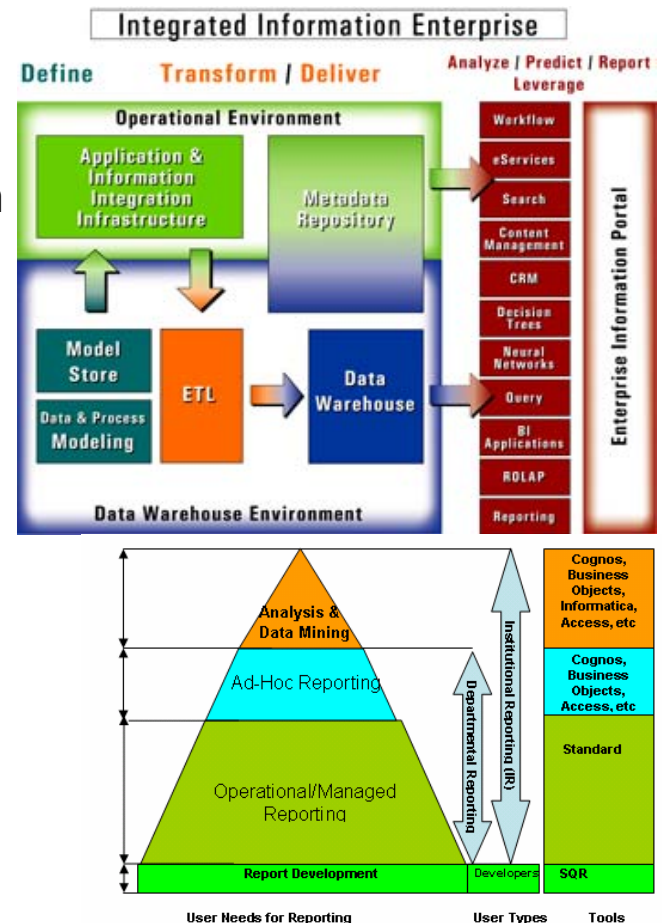 Integrated Information Enterprise
Define
Transform / Deliver
Analyze / Predict / Report
Leverage
Operational Environment
Application &
Information
Integration
Infrastructure
Metadata
Repository
Model
Store
Data & Process
Modeling
ETL
Data
Warehouse
Data Warehouse Environment
Workflow
eServices
Search
Content
Management
CRM
Decision
Trees
Neural
Networks
Query
BI
Applications
ROLAP
Reporting
Enterprise Information Portal
Analysis &
Data Mining
Ad-Hoc Reporting
Operational/Managed
Reporting
Report Development
Departmental Reporting
Institutional Reporting (IR)
Developers
Cognos,
Business
Objects,
Informatica,
Access, etc
Cognos,
Business
Objects,
Access, etc
Standard
SQR
User Needs for Reporting
User Types
Tools